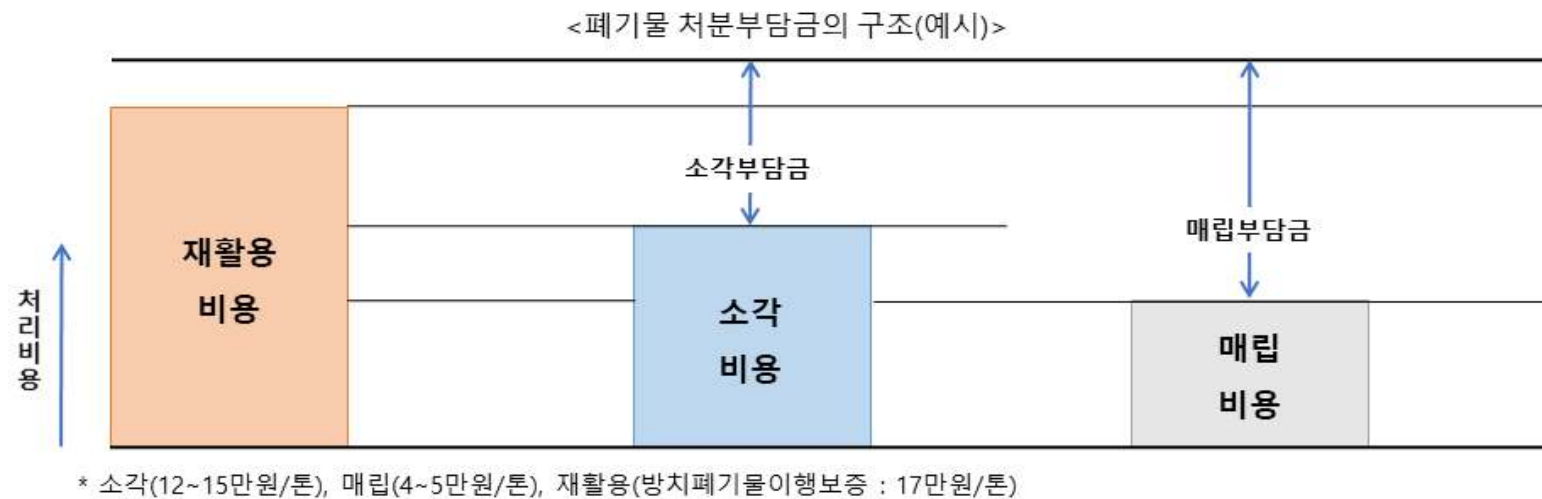 <폐기물 처분부담금의 구조(예시)>
소각부담금
매립부담금
재활용
비용
처리비용
소각
비용
매립
비용
* 소각(12~15만원/톤), 매립(4~5만원/톤), 재활용(방치폐기물이행보증 : 17만원/톤)